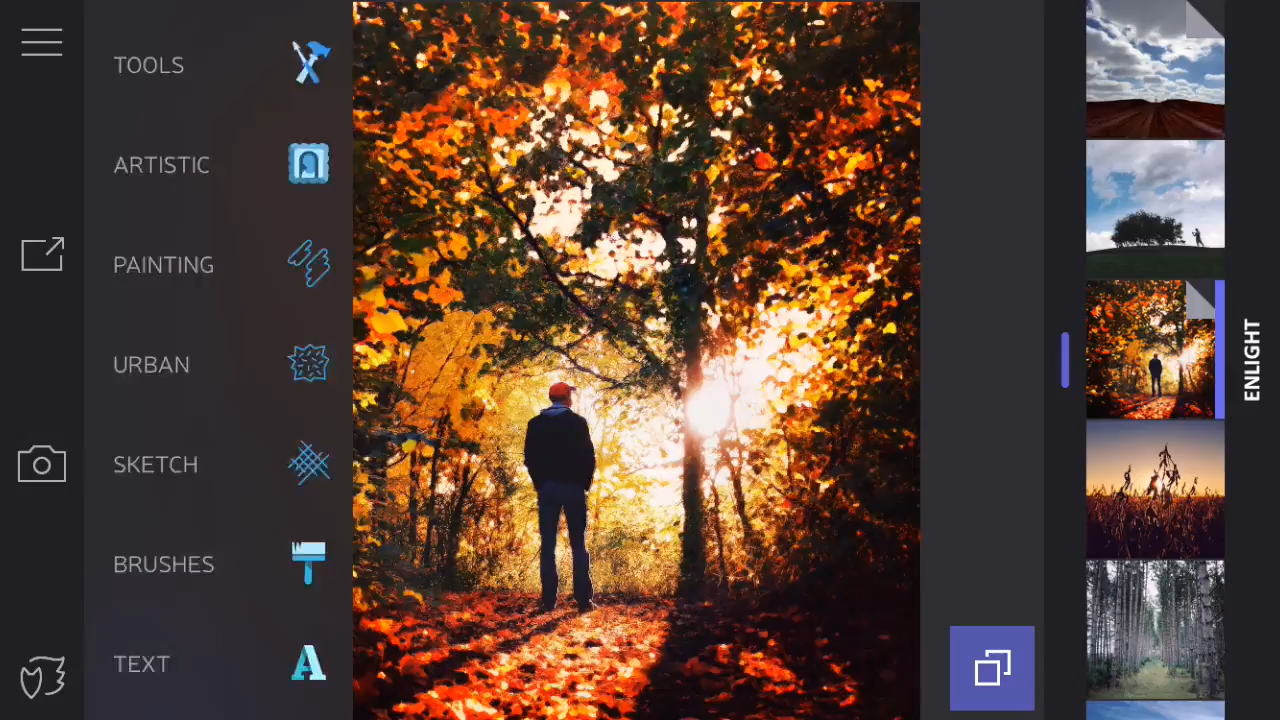 TOOLS
ARTISTIC
PAINTING
URBAN
SKETCH
BRUSHES
TEXT
ENLIGHT